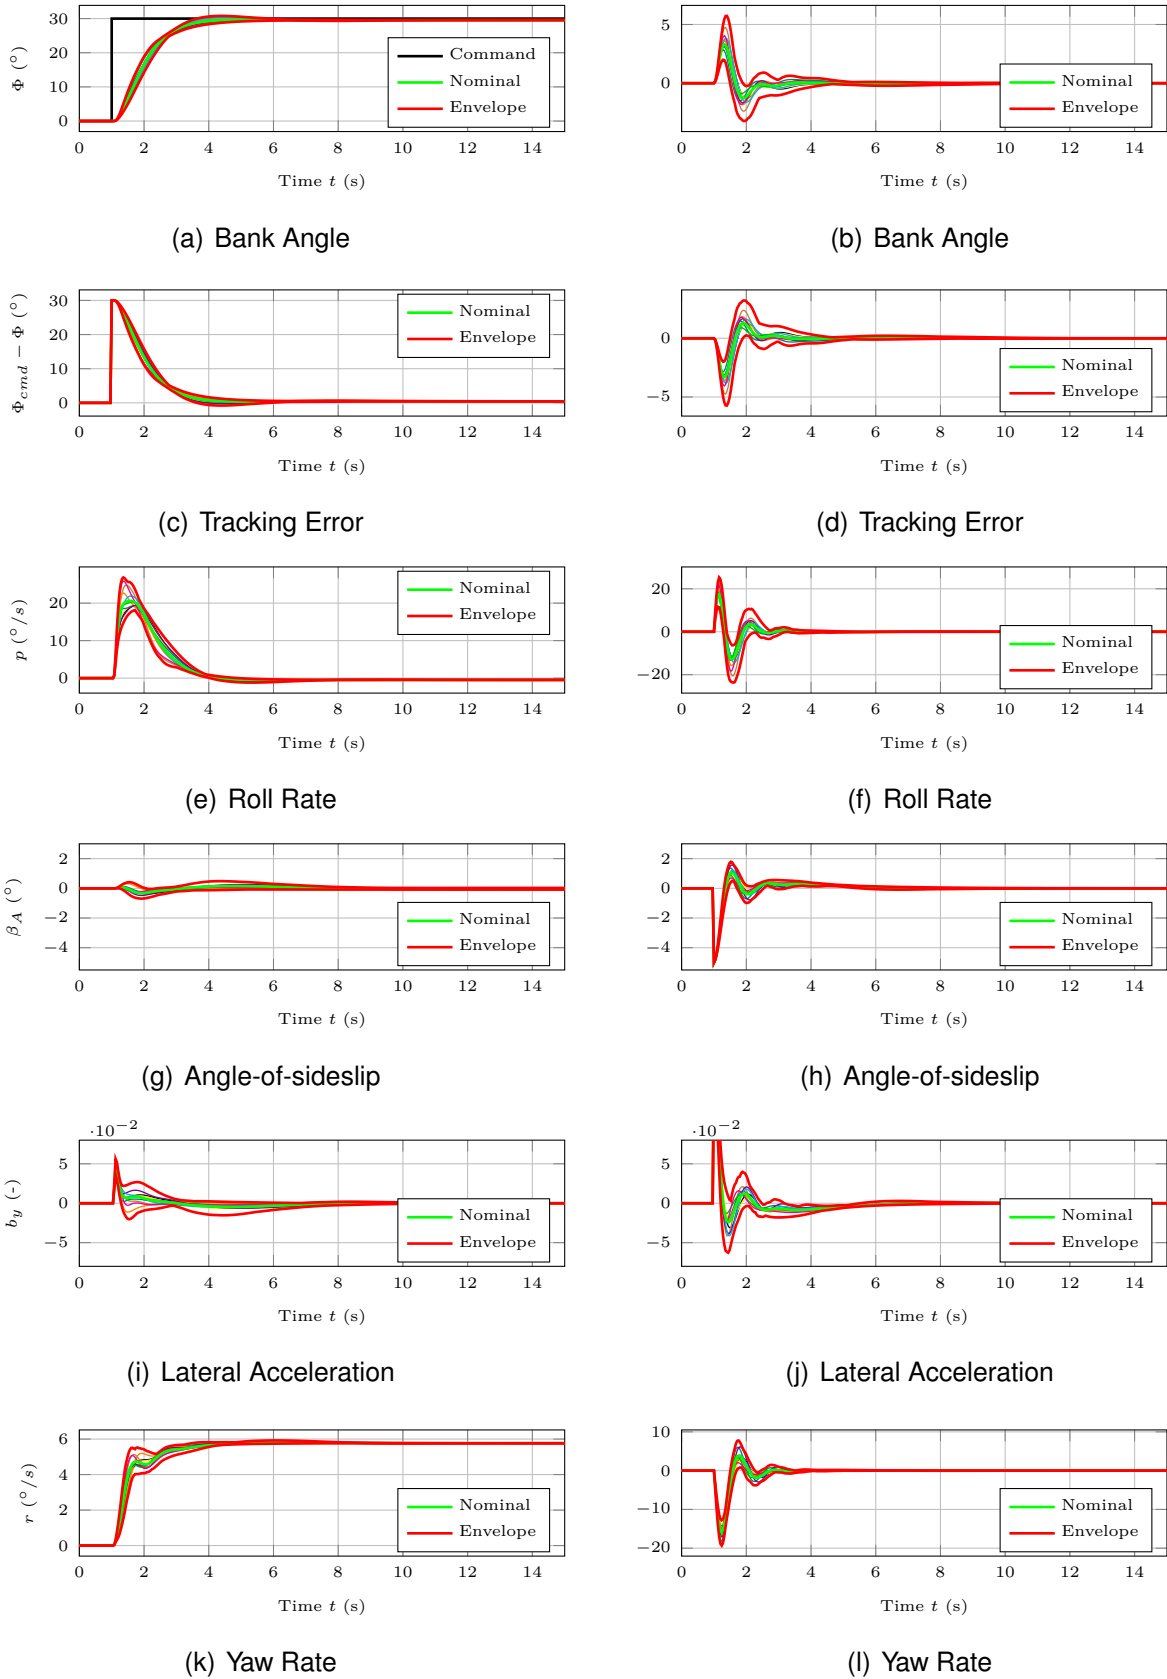 30
20
10
0
Φ (°)
Command
Nominal
Envelope
0 2 4 6 8 10 12 14
Time t (s)
(a) Bank Angle
5
0
Nominal
Envelope
0 2 4 6 8 10 12 14
Time t (s)
(b) Bank Angle
30
20
10
0
Φcmd − Φ (°)
Nominal
Envelope
0 2 4 6 8 10 12 14
Time t (s)
(c) Tracking Error
0
−5
Nominal
Envelope
0 2 4 6 8 10 12 14
Time t (s)
(d) Tracking Error
20
10
0
p (°/s)
Nominal
Envelope
0 2 4 6 8 10 12 14
Time t (s)
(e) Roll Rate
20
0
−20
Nominal
Envelope
0 2 4 6 8 10 12 14
Time t (s)
(f) Roll Rate
2
0
−2
−4
βA (°)
Nominal
Envelope
0 2 4 6 8 10 12 14
Time t (s)
(g) Angle-of-sideslip
2
0
−2
−4
Nominal
Envelope
0 2 4 6 8 10 12 14
Time t (s)
(h) Angle-of-sideslip
·10−2
5
0
−5
by (-)
Nominal
Envelope
0 2 4 6 8 10 12 14
Time t (s)
(i) Lateral Acceleration
·10−2
5
0
−5
Nominal
Envelope
0 2 4 6 8 10 12 14
Time t (s)
(j) Lateral Acceleration
6
4
2
0
r (°/s)
Nominal
Envelope
0 2 4 6 8 10 12 14
Time t (s)
(k) Yaw Rate
10
0
−10
−20
Nominal
Envelope
0 2 4 6 8 10 12 14
Time t (s)
(l) Yaw Rate